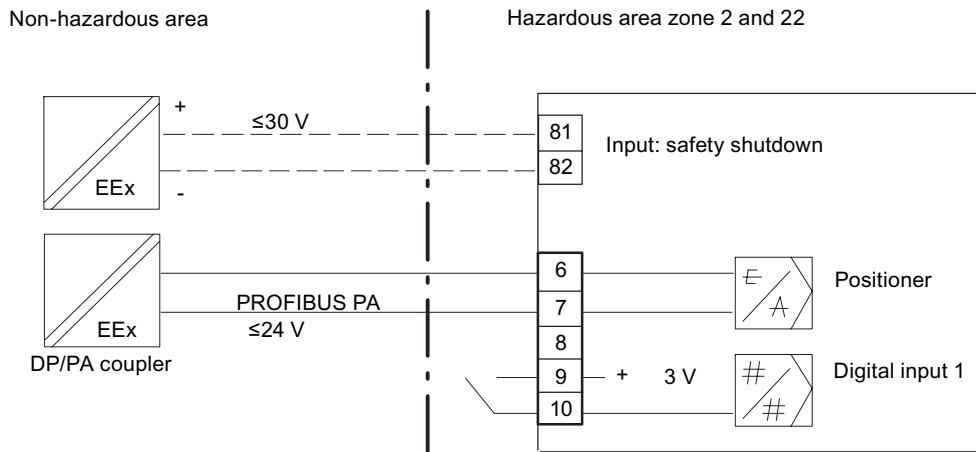 Non-hazardous area
Hazardous area zone 2 and 22
+
≤30 V
81
Input: safety shutdown
82
EEx
-
6
E
A
Positioner
PROFIBUS PA
7
EEx
≤24 V
DP/PA coupler
8
9
+ 3 V
#
#
Digital input 1
10